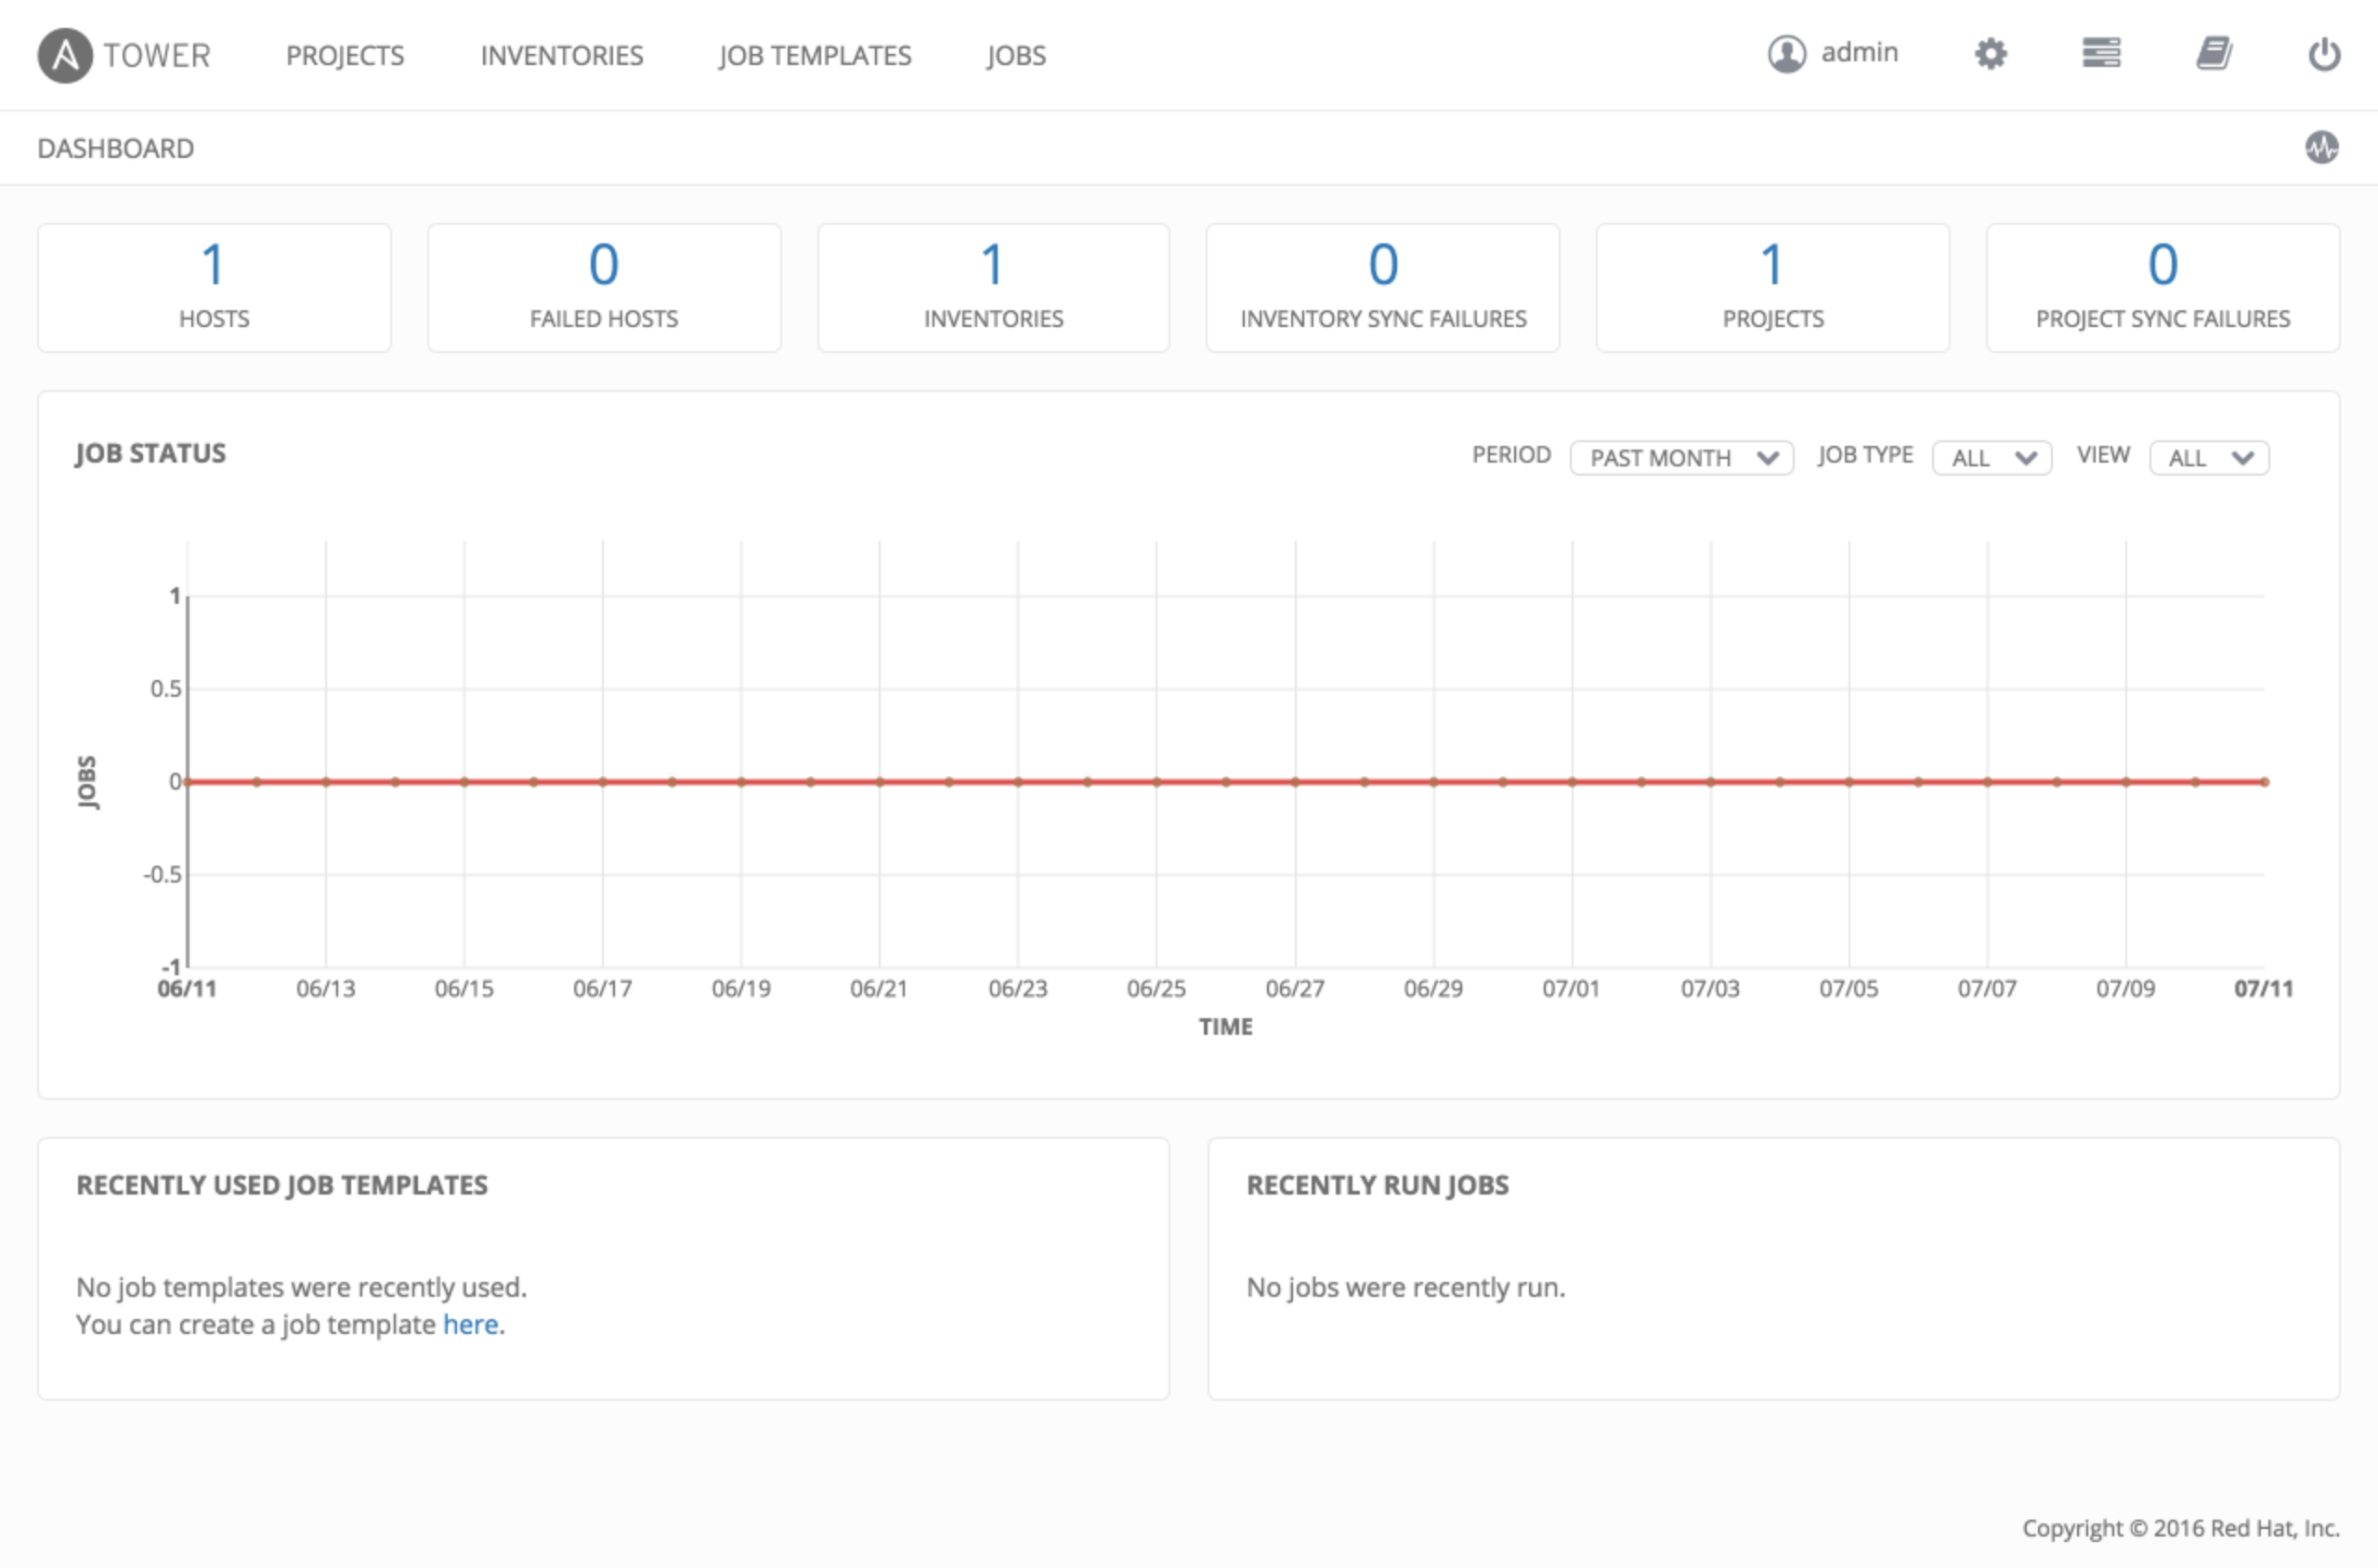 TOWER PROJECTS INVENTORIES JOB TEMPLATES JOBS admin
DASHBOARD
1 0 1 0 1 0
HOSTS FAILED HOSTS INVENTORIES INVENTORY SYNC FAILURES PROJECTS PROJECT SYNC FAILURES
JOB STATUS PERIOD PAST MONTH JOB TYPE ALL VIEW ALL
1
0.5
0
-0.5
-1
JOBS
06/11 06/13 06/15 06/17 06/19 06/21 06/23 06/25 06/27 06/29 07/01 07/03 07/05 07/07 07/09 07/11
TIME
RECENTLY USED JOB TEMPLATES
No job templates were recently used.
You can create a job template here.
RECENTLY RUN JOBS
No jobs were recently run.
Copyright © 2016 Red Hat, Inc.